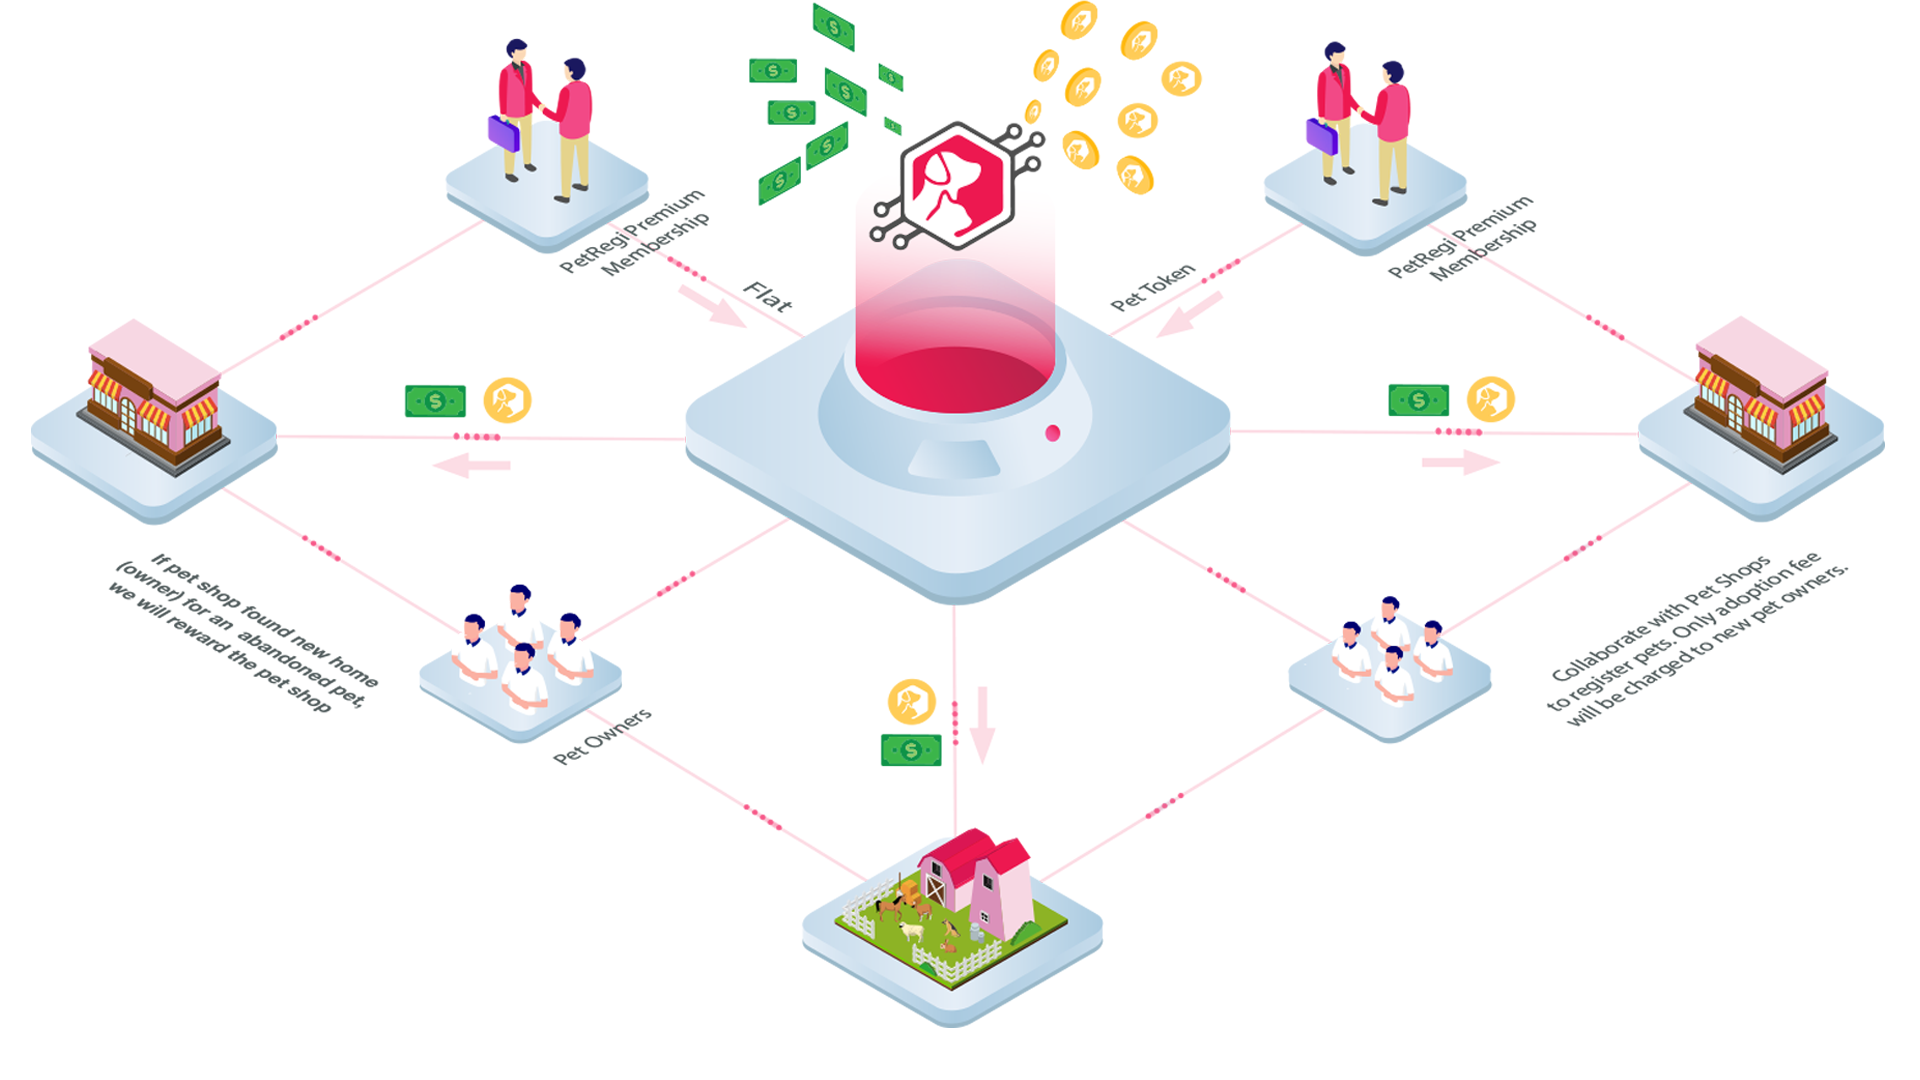 PetRegi Premium
Membership
Flat
Pet Token
PetRegi Premium
Membership
If pet shop found new home
(owner) for an abandoned pet,
we will reward the pet shop
Pet Owners
Collaborate with Pet Shops
to register pets. Only adoption fee
will be charged to new pet owners.